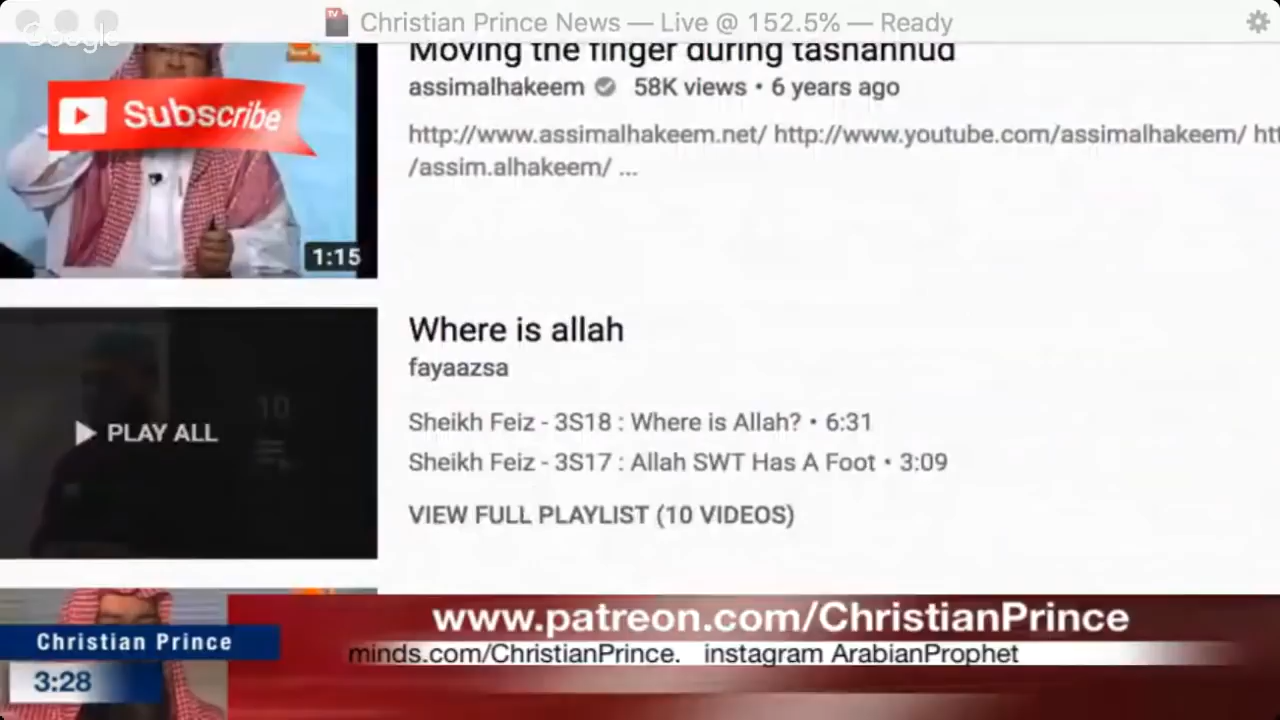 Google
Christian Prince News — Live @ 152.5% — Ready
Moving the finger during tashahhud
assimalhakeem 58K views • 6 years ago
http://www.assimalhakeem.net/ http://www.youtube.com/assimalhakeem/ htt
/assim.alhakeem/ ...
Subscribe
1:15
Where is allah
fayaazsa
Sheikh Feiz - 3S18 : Where is Allah? • 6:31
Sheikh Feiz - 3S17 : Allah SWT Has A Foot • 3:09
VIEW FULL PLAYLIST (10 VIDEOS)
10
PLAY ALL
www.patreon.com/ChristianPrince
Christian Prince
minds.com/ChristianPrince. instagram ArabianProphet
3:28